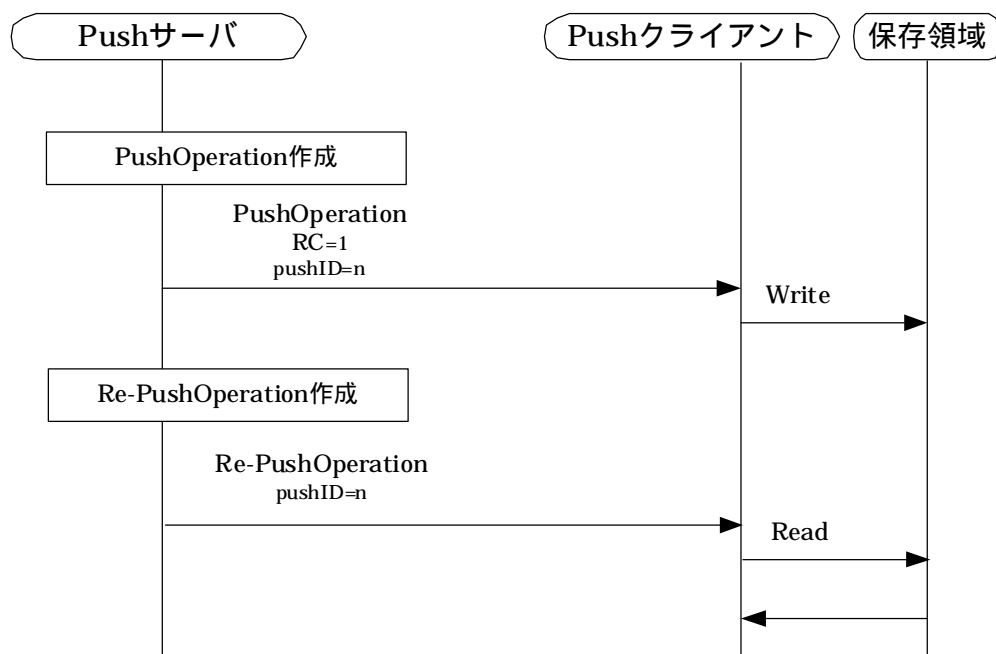 Pushサーバ
Pushクライアント
保存領域
PushOperation作成
PushOperation
RC=1
pushID=n
Write
Re-PushOperation作成
Re-PushOperation
pushID=n
Read